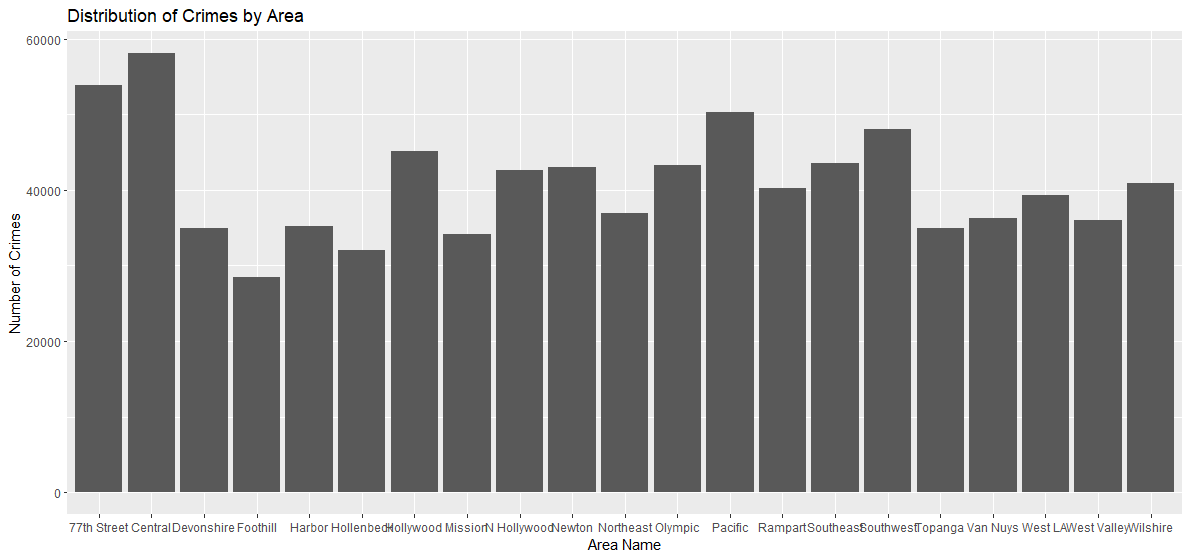 Distribution of Crimes by Area
60000
40000
20000
0
Number of Crimes
77th Street Central Devonshire Foothill Harbor Hollenbeck Hollywood Mission N Hollywood Newton Northeast Olympic Pacific Rampart Southeast Southwest Topanga Van Nuys West LA West Valley Wilshire
Area Name